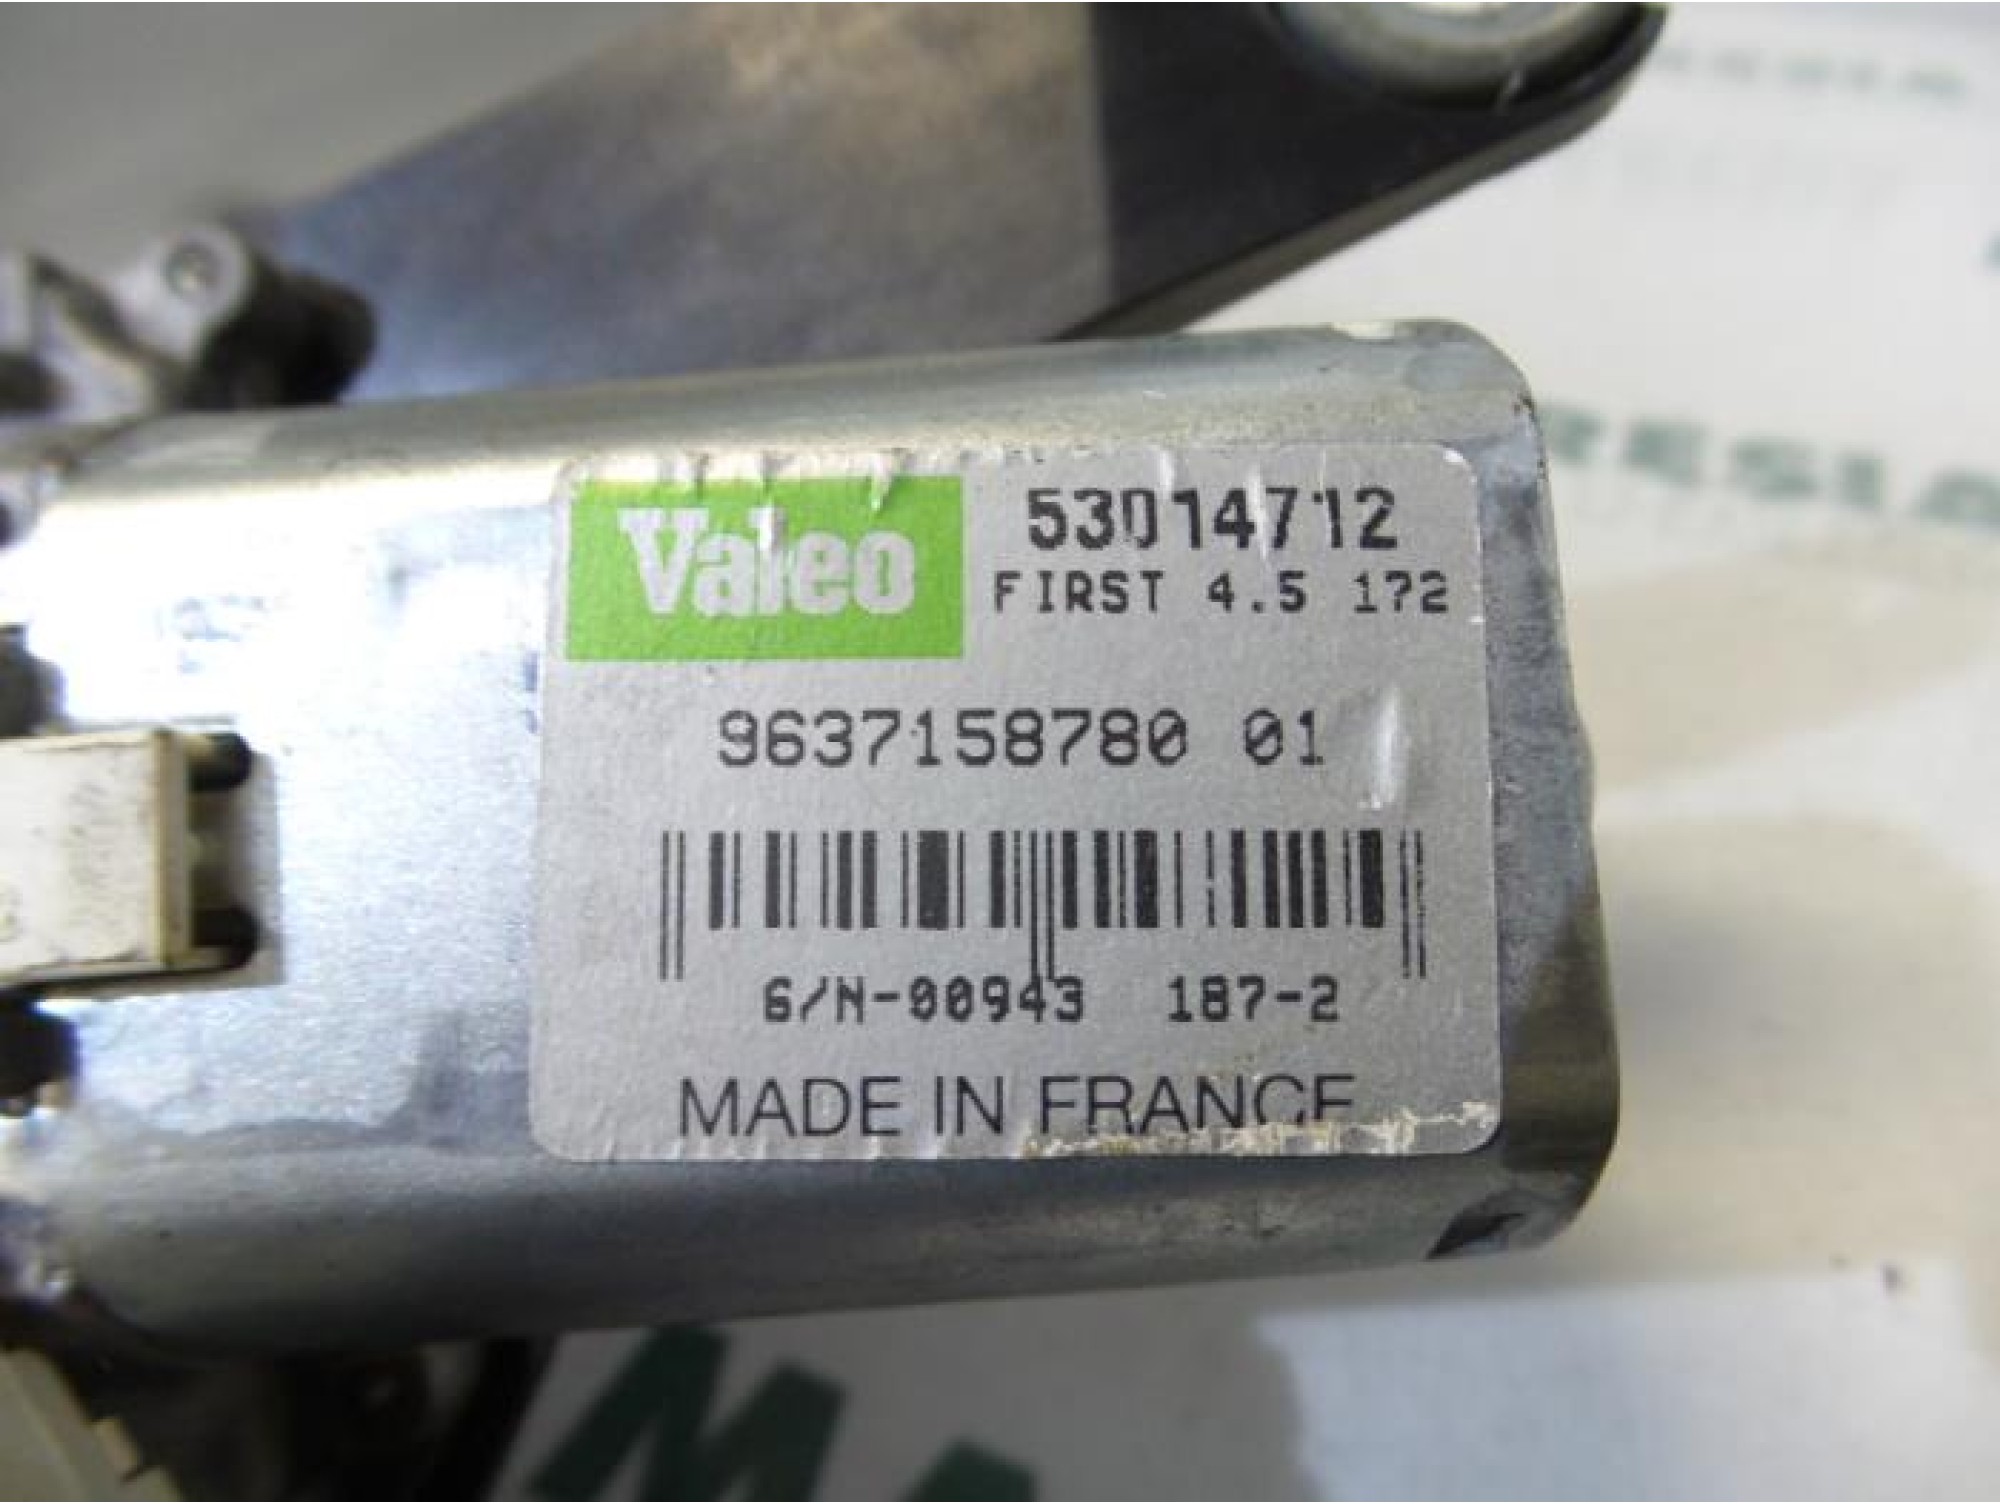 Valeo
53014712
FIRST 4.5 172
9637158780 01
6/N-00943 187-2
MADE IN FRANCE